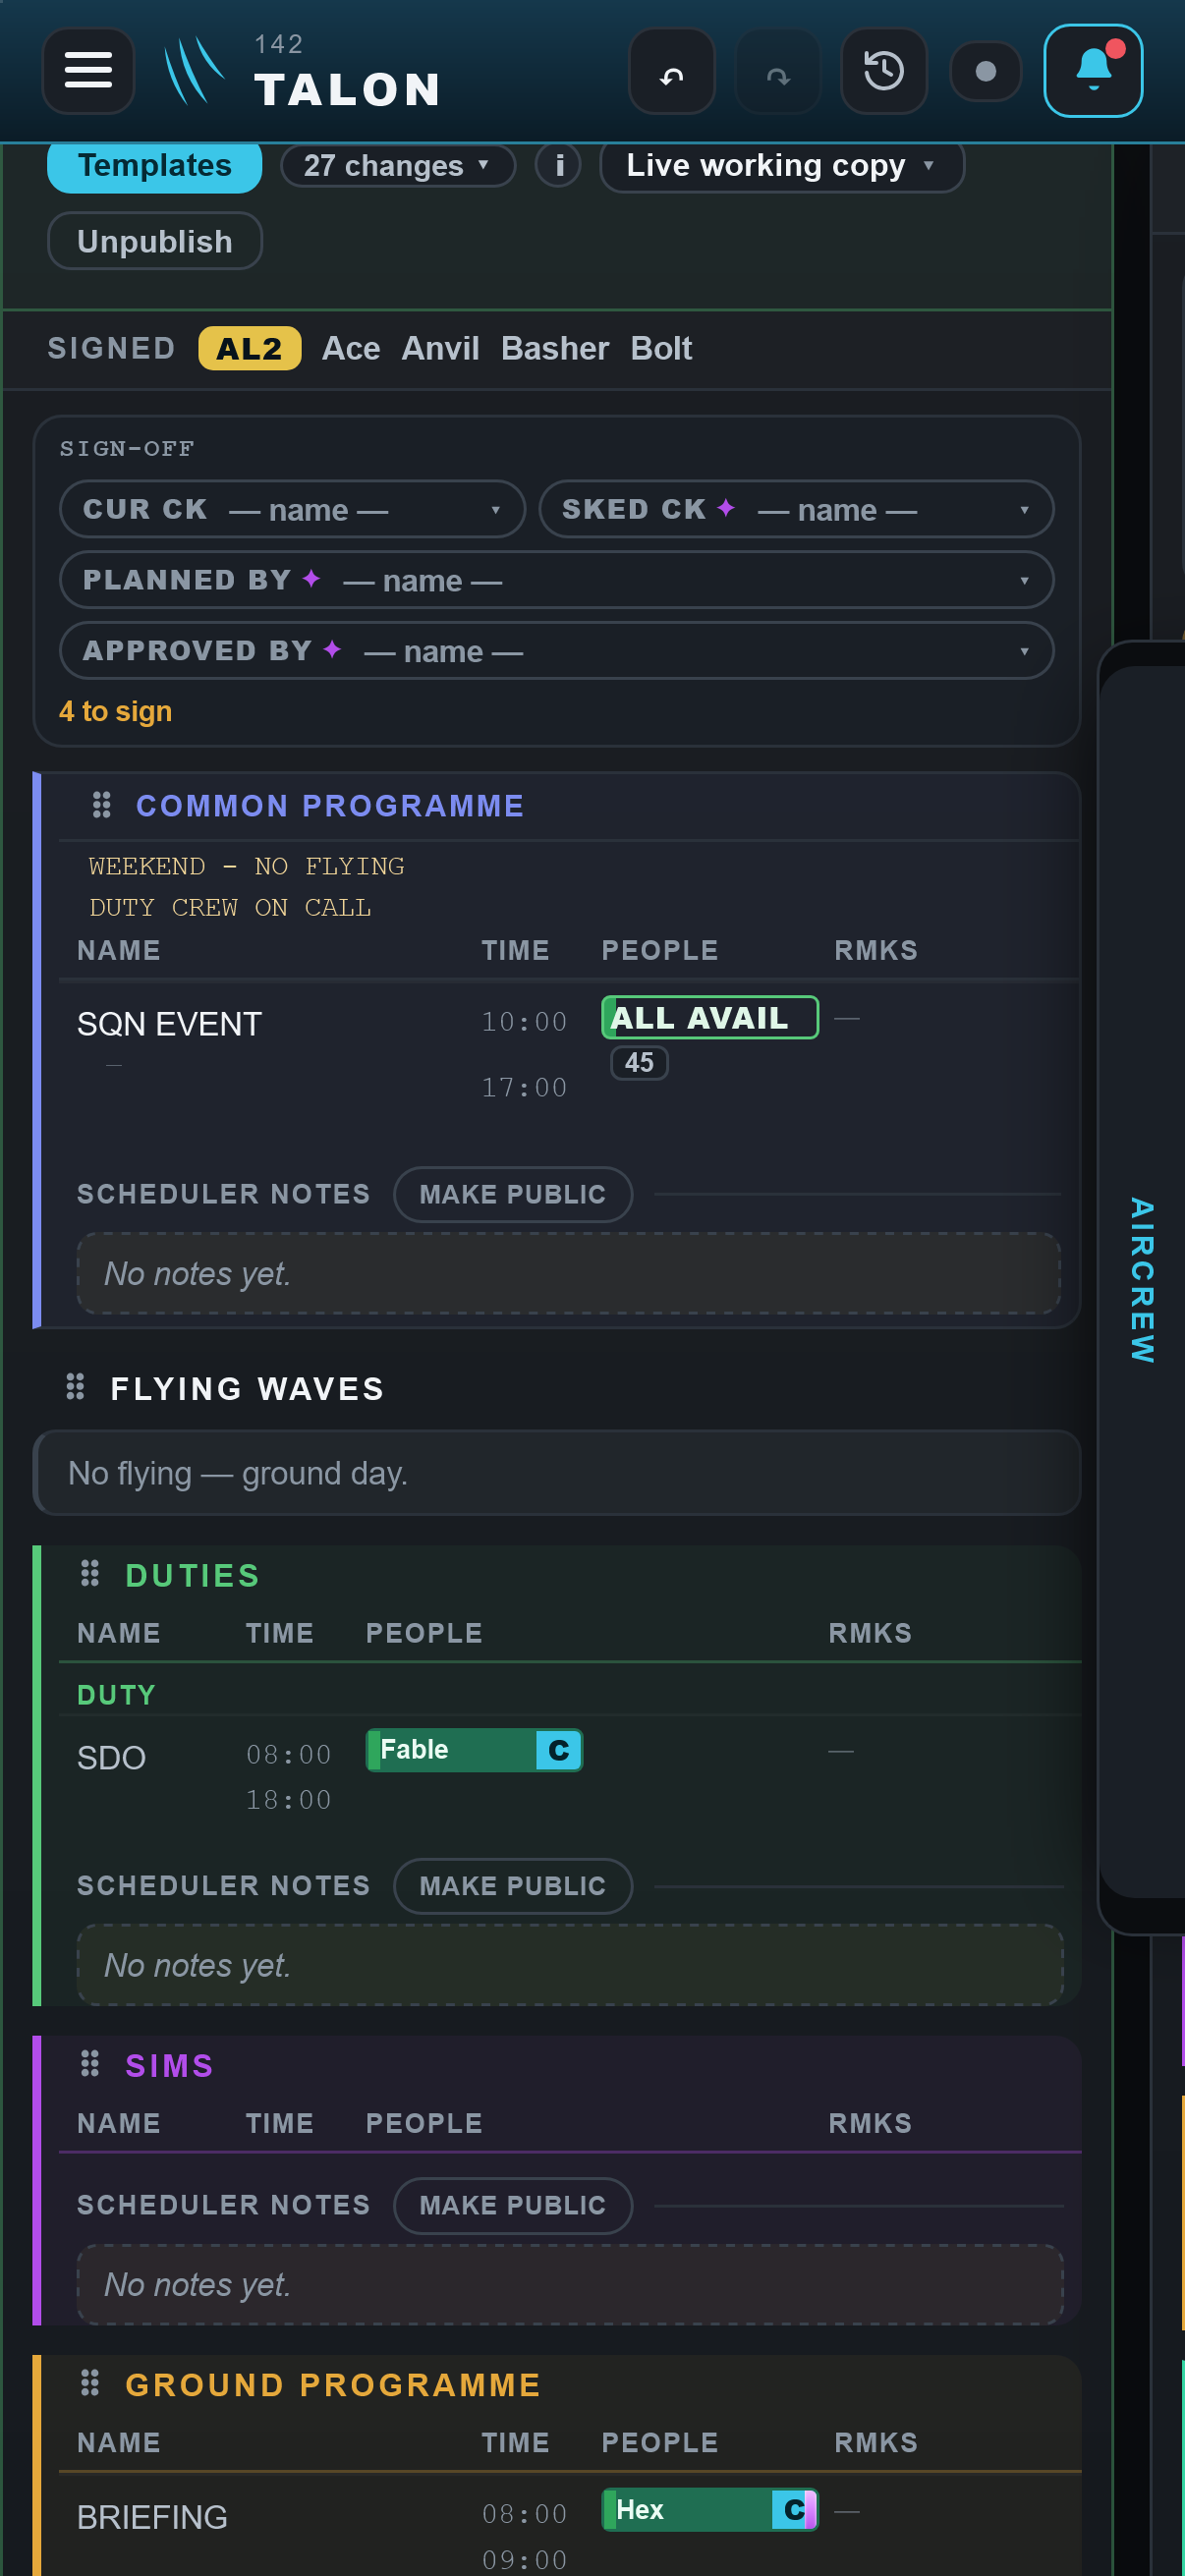 142
TALON
Templates 27 changes i Live working copy
Unpublish
SIGNED AL2 Ace Anvil Basher Bolt
SIGN-OFF
CUR CK — name — SKED CK — name —
PLANNED BY — name —
APPROVED BY — name —
4 to sign
COMMON PROGRAMME
WEEKEND - NO FLYING
DUTY CREW ON CALL
NAME TIME PEOPLE RMKS
SQN EVENT 10:00 ALL AVAIL —
— 45
17:00
SCHEDULER NOTES MAKE PUBLIC
No notes yet.
AIRCREW
FLYING WAVES
No flying — ground day.
DUTIES
NAME TIME PEOPLE RMKS
DUTY
SDO 08:00 Fable C —
18:00
SCHEDULER NOTES MAKE PUBLIC
No notes yet.
SIMS
NAME TIME PEOPLE RMKS
SCHEDULER NOTES MAKE PUBLIC
No notes yet.
GROUND PROGRAMME
NAME TIME PEOPLE RMKS
BRIEFING 08:00 Hex C —
09:00